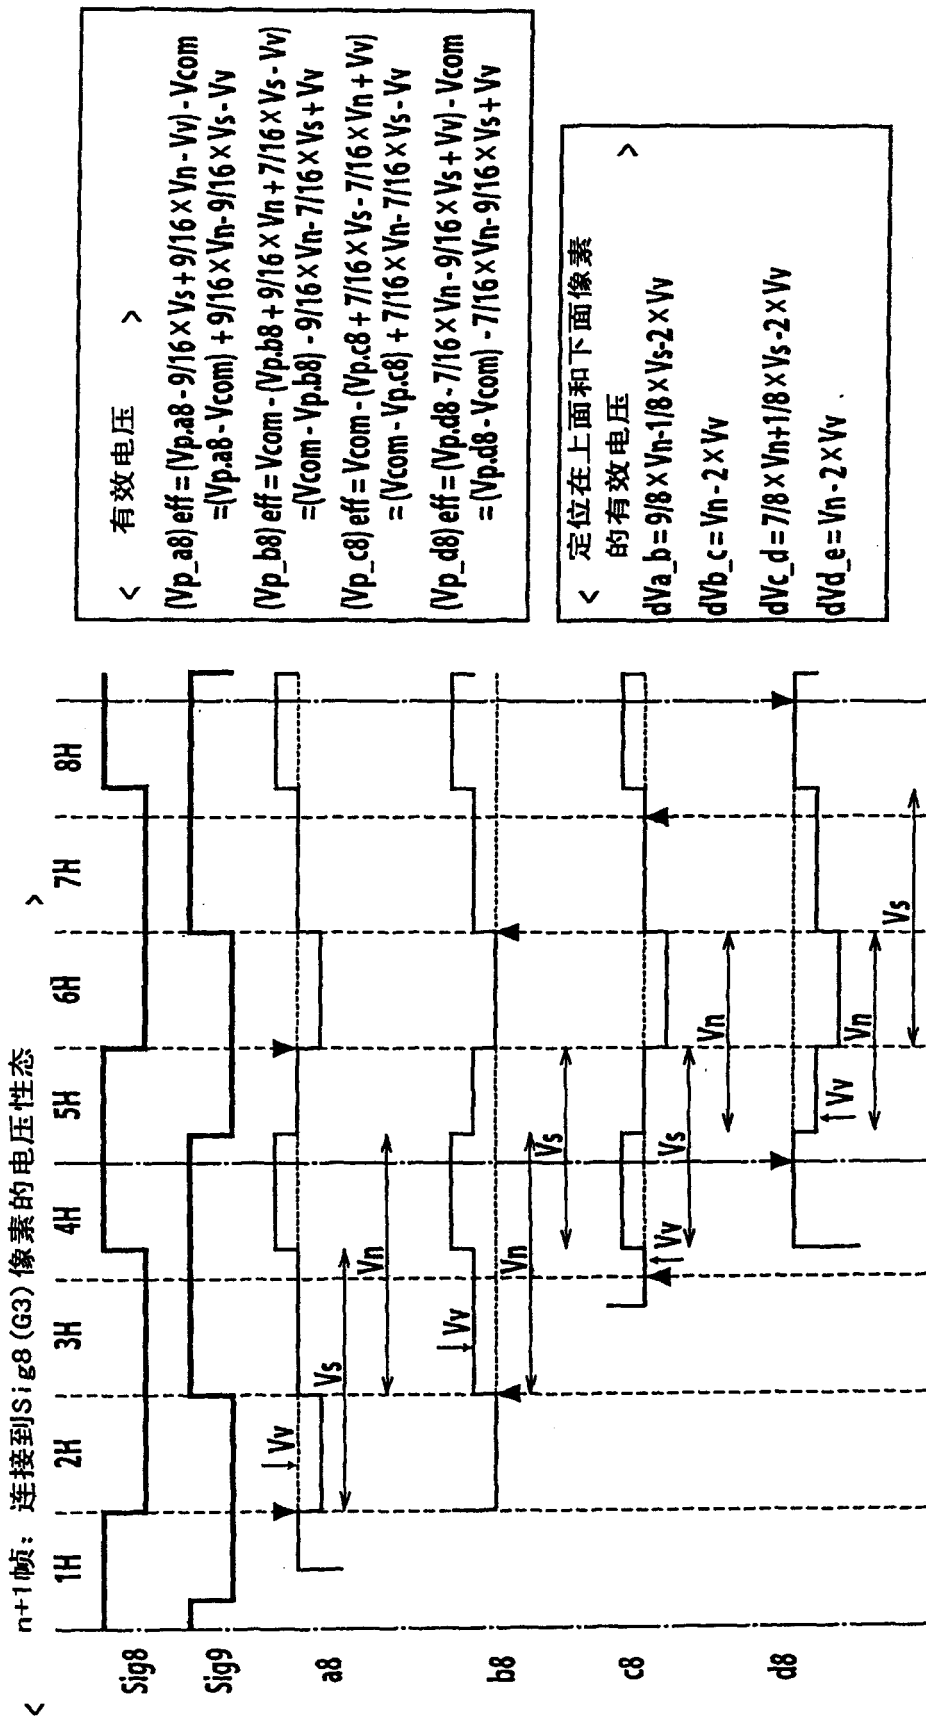 < n+1帧: 连接到Sig8(G3)像素的电压性态 >
1H 2H 3H 4H 5H 6H 7H 8H
Sig8
Sig9
a8
Vv
Vs
Vn
b8
Vv
Vn
Vs
c8
Vv
Vs
Vn
d8
Vv
Vn
Vs
< 有效电压 >
(Vp_a8) eff = (Vp.a8 - 9/16 × Vs + 9/16 × Vn - Vv) - Vcom
=(Vp.a8 - Vcom) + 9/16 × Vn - 9/16 × Vs - Vv
(Vp_b8) eff = Vcom - (Vp.b8 + 9/16 × Vn + 7/16 × Vs - Vv)
=(Vcom - Vp.b8) - 9/16 × Vn - 7/16 × Vs + Vv
(Vp_c8) eff = Vcom - (Vp.c8 + 7/16 × Vs - 7/16 × Vn + Vv)
= (Vcom - Vp.c8) + 7/16 × Vn - 7/16 × Vs - Vv
(Vp_d8) eff = (Vp.d8 - 7/16 × Vn - 9/16 × Vs + Vv) - Vcom
= (Vp.d8 - Vcom) - 7/16 × Vn - 9/16 × Vs + Vv
< 定位在上面和下面像素
的有效电压 >
dVa_b = 9/8 × Vn - 1/8 × Vs - 2 × Vv
dVb_c = Vn - 2 × Vv
dVc_d = 7/8 × Vn + 1/8 × Vs - 2 × Vv
dVd_e = Vn - 2 × Vv